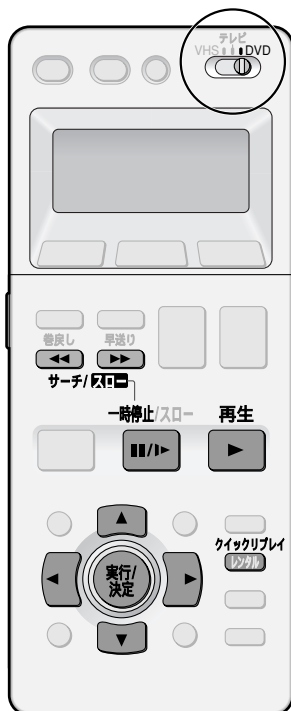 テレビ
VHS DVD
巻戻し 早送り
サーチ/スロー
一時停止/スロー 再生
クイックリプレイ
レンタル
実行/
決定